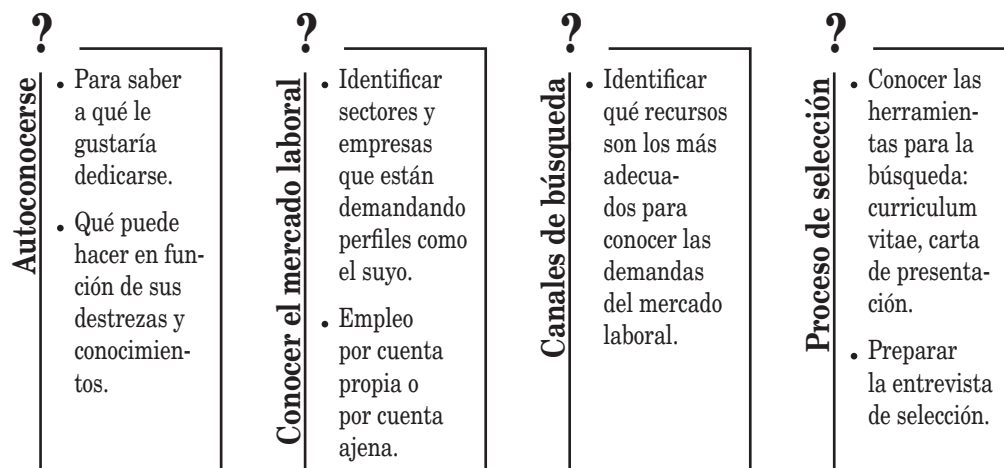 ?
Autoconocerse
• Para saber
a qué le
gustaría
dedicarse.
• Qué puede
hacer en fun-
ción de sus
destrezas y
conocimien-
tos.
?
Conocer el mercado laboral
• Identificar
sectores y
empresas
que están
demandando
perfiles como
el suyo.
• Empleo
por cuenta
propia o
por cuenta
ajena.
?
Canales de búsqueda
• Identificar
qué recursos
son los más
adecua-
dos para
conocer las
demandas
del mercado
laboral.
?
Proceso de selección
• Conocer las
herramien-
tas para la
búsqueda:
curriculum
vitae, carta
de presenta-
ción.
• Preparar
la entrevista
de selección.